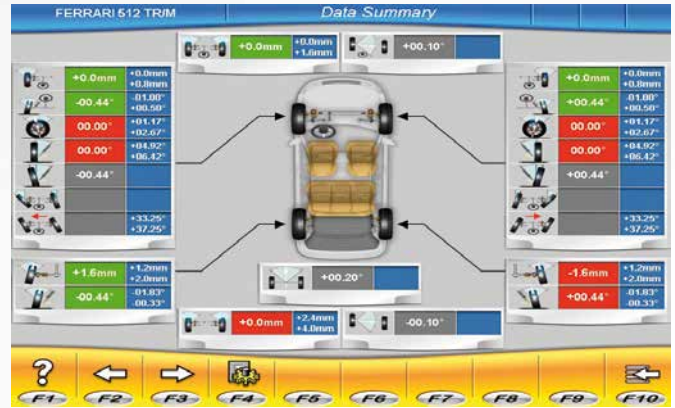 FERRARI 512 TR/M
Data Summary
+0.0mm
+0.0mm
+1.6mm
+00.10°
+0.0mm
+0.0mm
+0.8mm
-00.44°
-01.00°
+00.50°
00.00°
+01.17°
+02.67°
00.00°
+04.92°
+06.42°
-00.44°
+33.25°
+37.25°
+0.0mm
+0.0mm
+0.8mm
+00.44°
-01.00°
+00.50°
00.00°
+01.17°
+02.67°
00.00°
+04.92°
+06.42°
+00.44°
+33.25°
+37.25°
+1.6mm
+1.2mm
+2.0mm
-00.44°
-01.83°
-00.33°
+00.20°
-1.6mm
+1.2mm
+2.0mm
+00.44°
-01.83°
-00.33°
+0.0mm
+2.4mm
+4.0mm
-00.10°
?
F1 F2 F3 F4 F5 F6 F7 F8 F9 F10